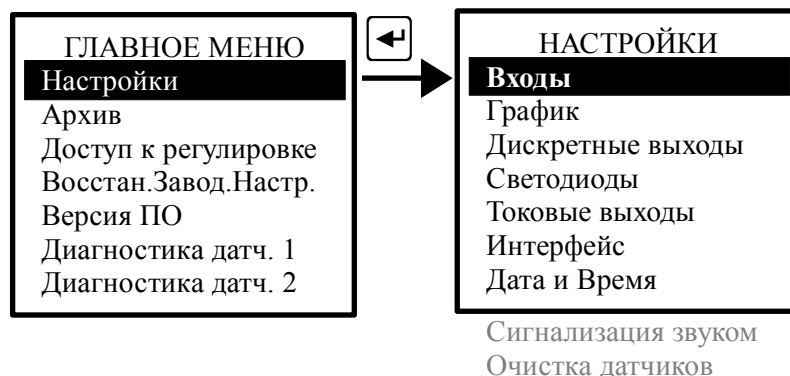 ГЛАВНОЕ МЕНЮ
Настройки
Архив
Доступ к регулировке
Восстан.Завод.Настр.
Версия ПО
Диагностика датч. 1
Диагностика датч. 2
НАСТРОЙКИ
Входы
График
Дискретные выходы
Светодиоды
Токовые выходы
Интерфейс
Дата и Время
Сигнализация звуком
Очистка датчиков